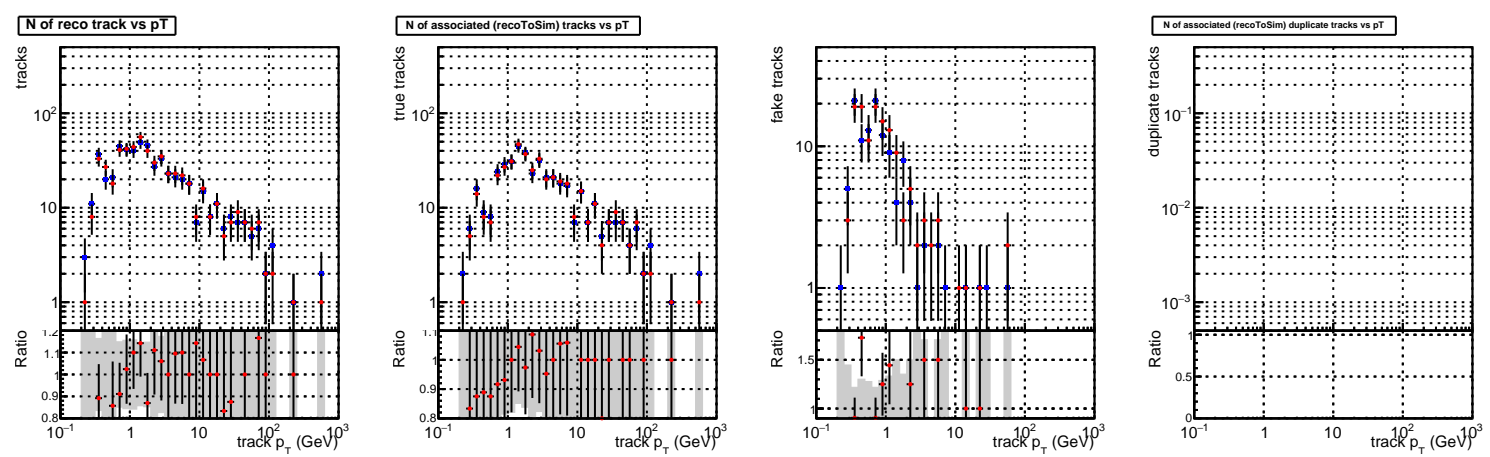 N of reco track vs pT
tracks
10²
10
1
Ratio
1.2
1.1
1
0.9
0.8
10⁻¹ 1 10 10² 10³
track p_T (GeV)
N of associated (recoToSim) tracks vs pT
true tracks
10²
10
1
Ratio
1.1
1
0.9
0.8
10⁻¹ 1 10 10² 10³
track p_T (GeV)
fake tracks
10
1
Ratio
1.5
1
10⁻¹ 1 10 10² 10³
track p_T (GeV)
N of associated (recoToSim) duplicate tracks vs pT
duplicate tracks
10⁻¹
10⁻²
10⁻³
Ratio
1
0.5
0
10⁻¹ 1 10 10² 10³
track p_T (GeV)